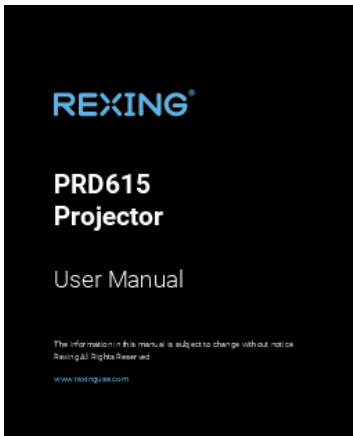 REXING®
PRD615
Projector
User Manual
The information in this manual is subject to change without notice.
Rexing All Rights Reserved
www.rexingusa.com